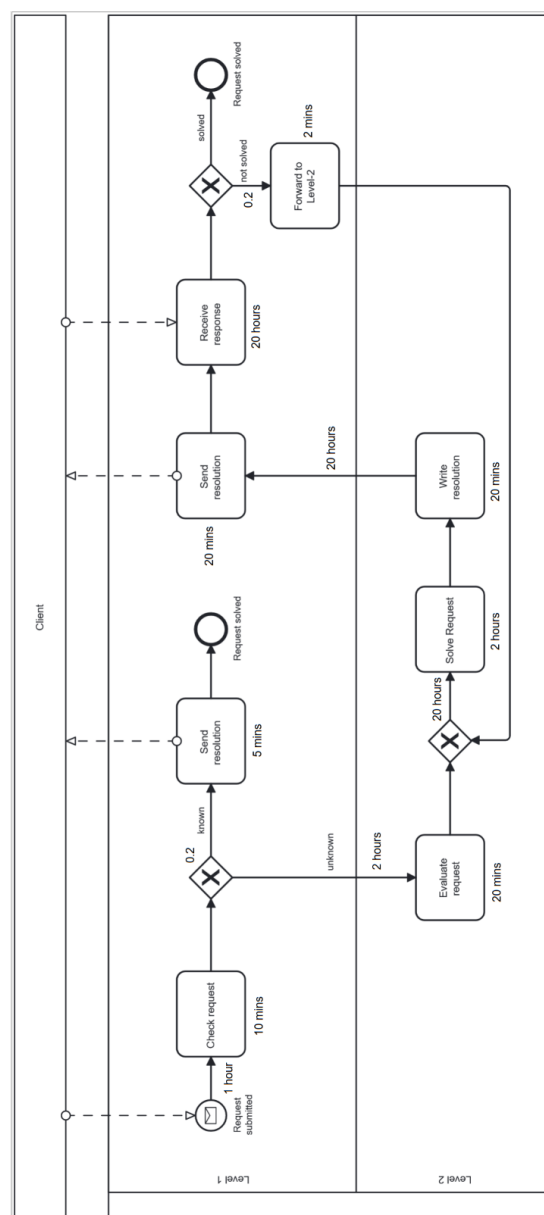 Client
Level 1
Level 2
Request
submitted
1 hour
Check request
10 mins
0.2
known
unknown
2 hours
Send
resolution
5 mins
Request solved
Evaluate
request
20 mins
20 hours
Solve Request
2 hours
Write
resolution
20 mins
20 hours
Send
resolution
20 mins
Receive
response
20 hours
solved
Request solved
not solved
0.2
Forward to
Level-2
2 mins